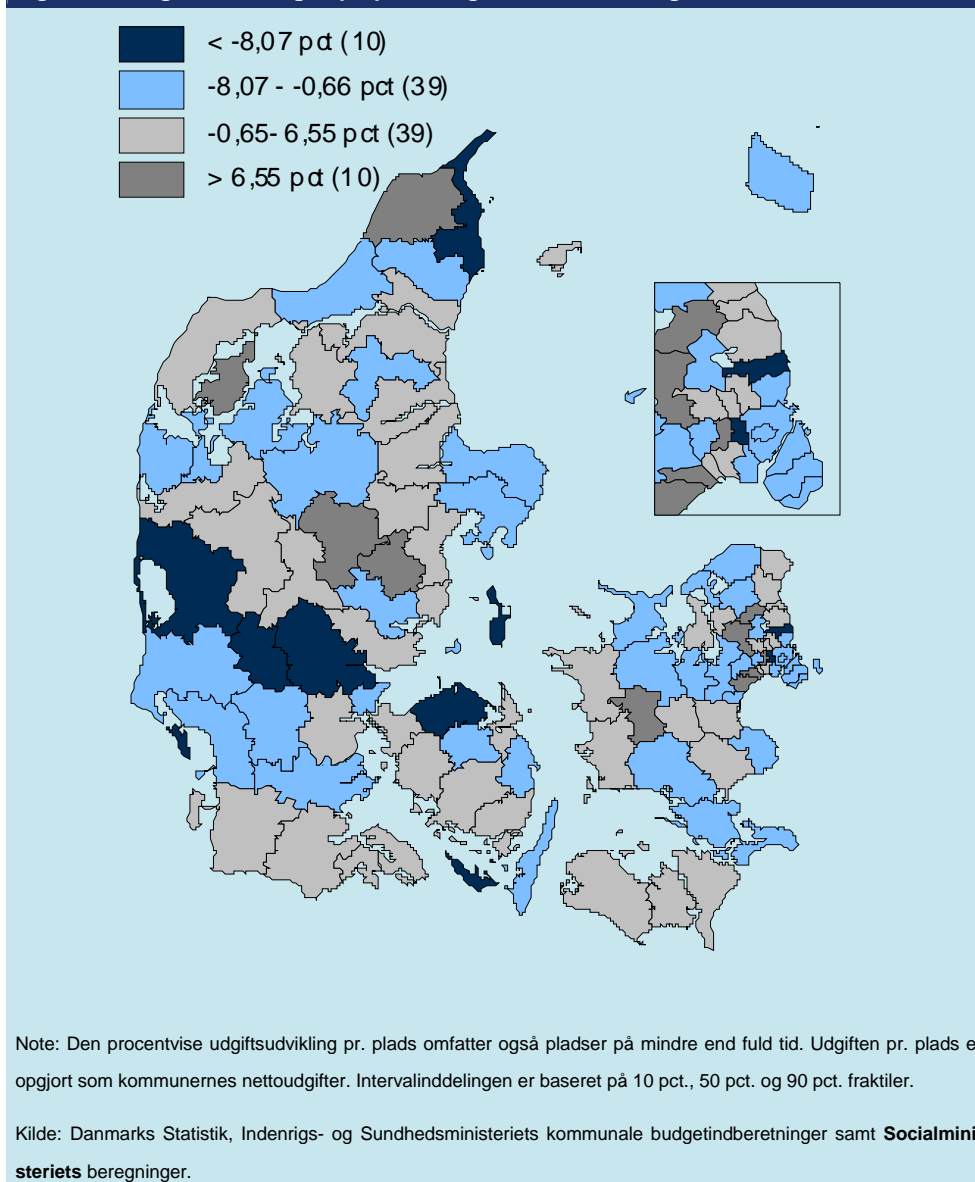 < -8,07 pct (10)
-8,07 - -0,66 pct (39)
-0,65- 6,55 pct (39)
> 6,55 pct (10)
Note: Den procentvise udgiftsudvikling pr. plads omfatter også pladser på mindre end fuld tid. Udgiften pr. plads e
opgjort som kommunernes nettoudgifter. Intervalinddelingen er baseret på 10 pct., 50 pct. og 90 pct. fraktiler.
Kilde: Danmarks Statistik, Indenrigs- og Sundhedsministeriets kommunale budgetindberetninger samt Socialmini
steriets beregninger.